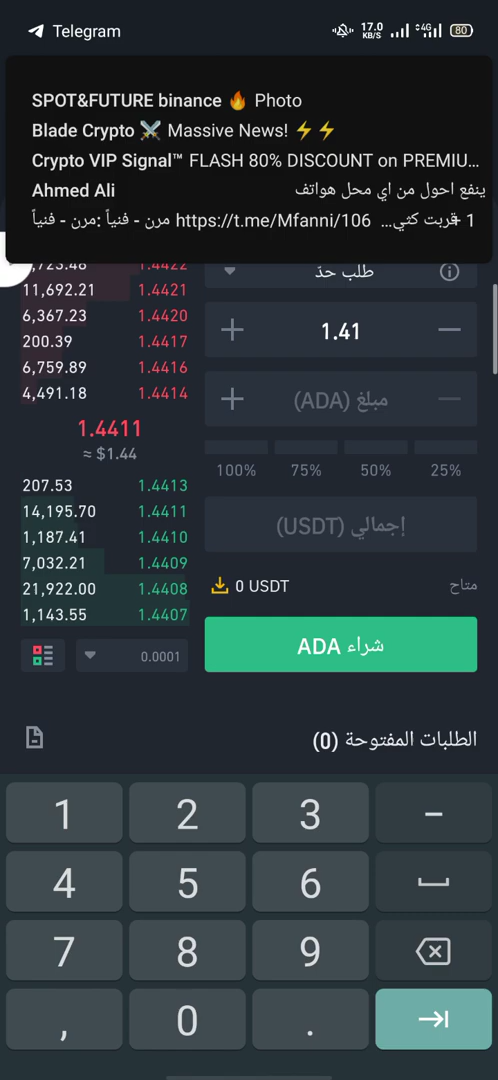 Telegram
17.0 KB/S 4G 80
SPOT&FUTURE binance 🔥 Photo
Blade Crypto ⚔️ Massive News! ⚡⚡
Crypto VIP Signal™ FLASH 80% DISCOUNT on PREMIU...
Ahmed Ali ينفع احول من اي محل هواتف
مرن - فنياً :مرن - فنياً https://t.me/Mfanni/106 قربت كثي... + 1
1.4422
طلب حدّ
11,692.21 1.4421
6,367.23 1.4420
200.39 1.4417
6,759.89 1.4416
4,491.18 1.4414
1.41
مبلغ (ADA)
1.4411
≈ $1.44
100% 75% 50% 25%
207.53 1.4413
14,195.70 1.4411
1,187.41 1.4410
7,032.21 1.4409
21,922.00 1.4408
1,143.55 1.4407
إجمالي (USDT)
متاح
0 USDT
شراء ADA
0.0001
الطلبات المفتوحة (0)
1 2 3 –
4 5 6
7 8 9
, 0 .